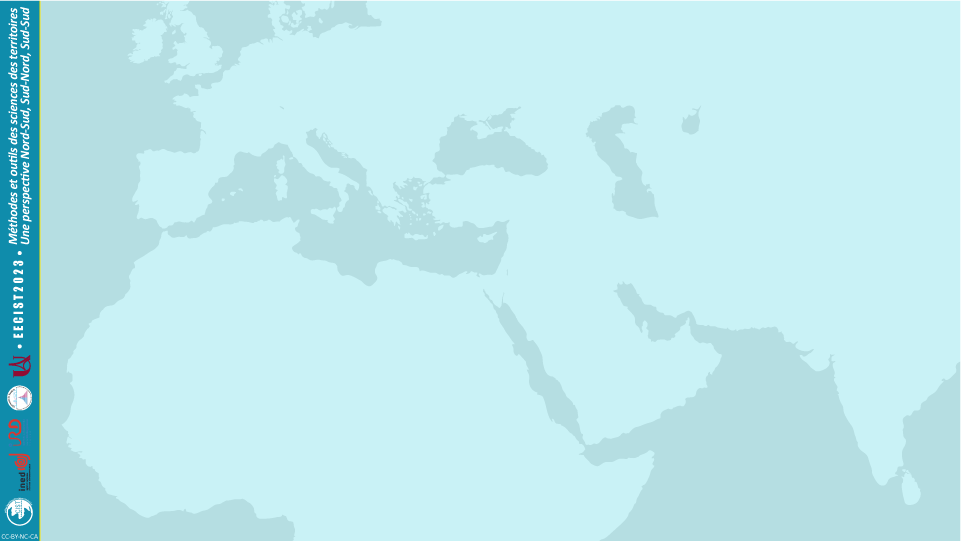 Méthodes et outils des sciences des territoires
Une perspective Nord-Sud, Sud-Nord, Sud-Sud
• EECIST2023 •
ined
CC-BY-NC-CA